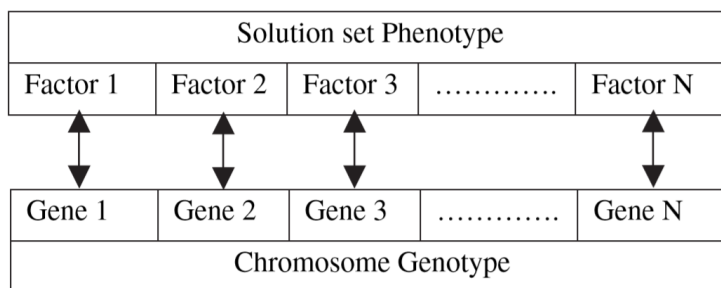 Solution set Phenotype
Factor 1 Factor 2 Factor 3 ............. Factor N
Gene 1 Gene 2 Gene 3 ............. Gene N
Chromosome Genotype